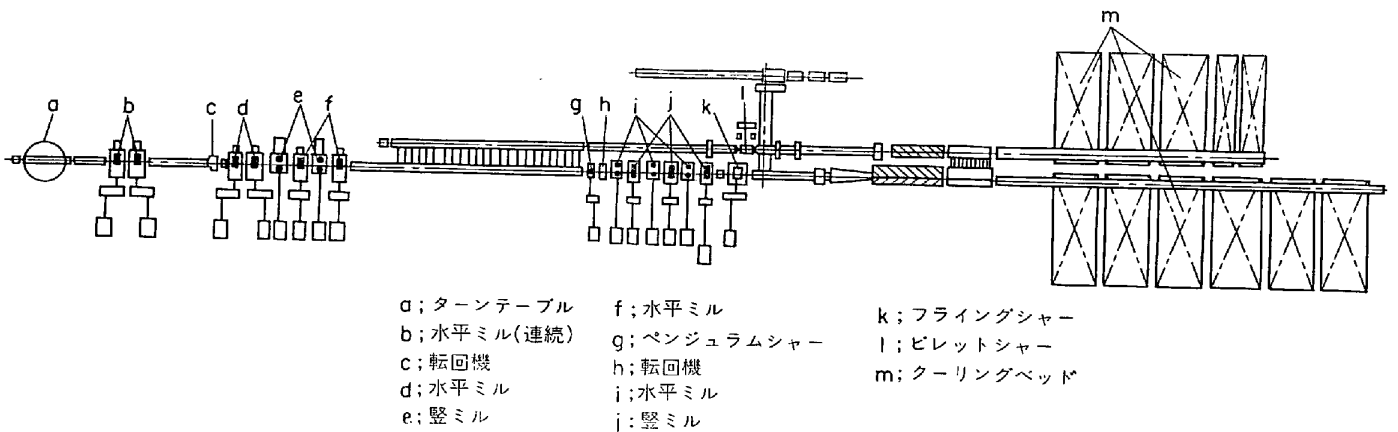 m
a
b
c
d
e
f
g
h
i
j
k
l
a;ターンテーブル
b;水平ミル(連続)
c;転回機
d;水平ミル
e;竪ミル
f;水平ミル
g;ペンジュラムシャー
h;転回機
i;水平ミル
j;竪ミル
k;フライングシャー
l;ビレットシャー
m;クーリングベッド